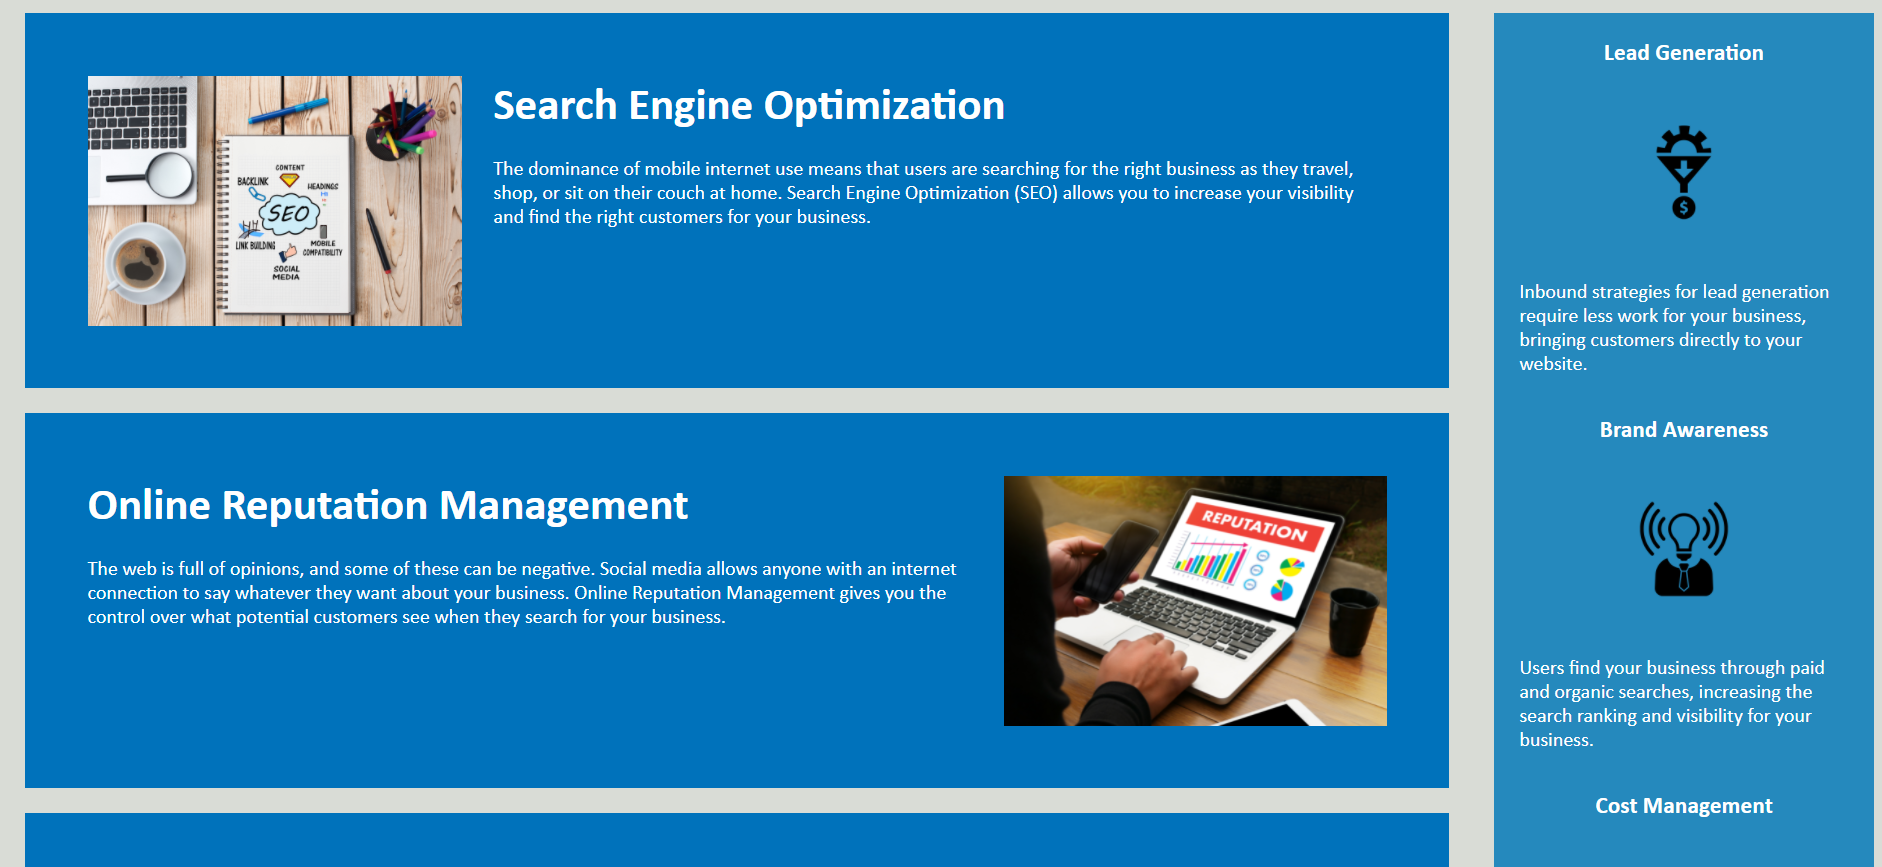 Search Engine Optimization
The dominance of mobile internet use means that users are searching for the right business as they travel,
shop, or sit on their couch at home. Search Engine Optimization (SEO) allows you to increase your visibility
and find the right customers for your business.
CONTENT
BACKLINK
HEADINGS
SEO
LINK BUILDING
MOBILE
COMPATIBILITY
SOCIAL
MEDIA
Online Reputation Management
The web is full of opinions, and some of these can be negative. Social media allows anyone with an internet
connection to say whatever they want about your business. Online Reputation Management gives you the
control over what potential customers see when they search for your business.
REPUTATION
Lead Generation
$
Inbound strategies for lead generation
require less work for your business,
bringing customers directly to your
website.
Brand Awareness
Users find your business through paid
and organic searches, increasing the
search ranking and visibility for your
business.
Cost Management